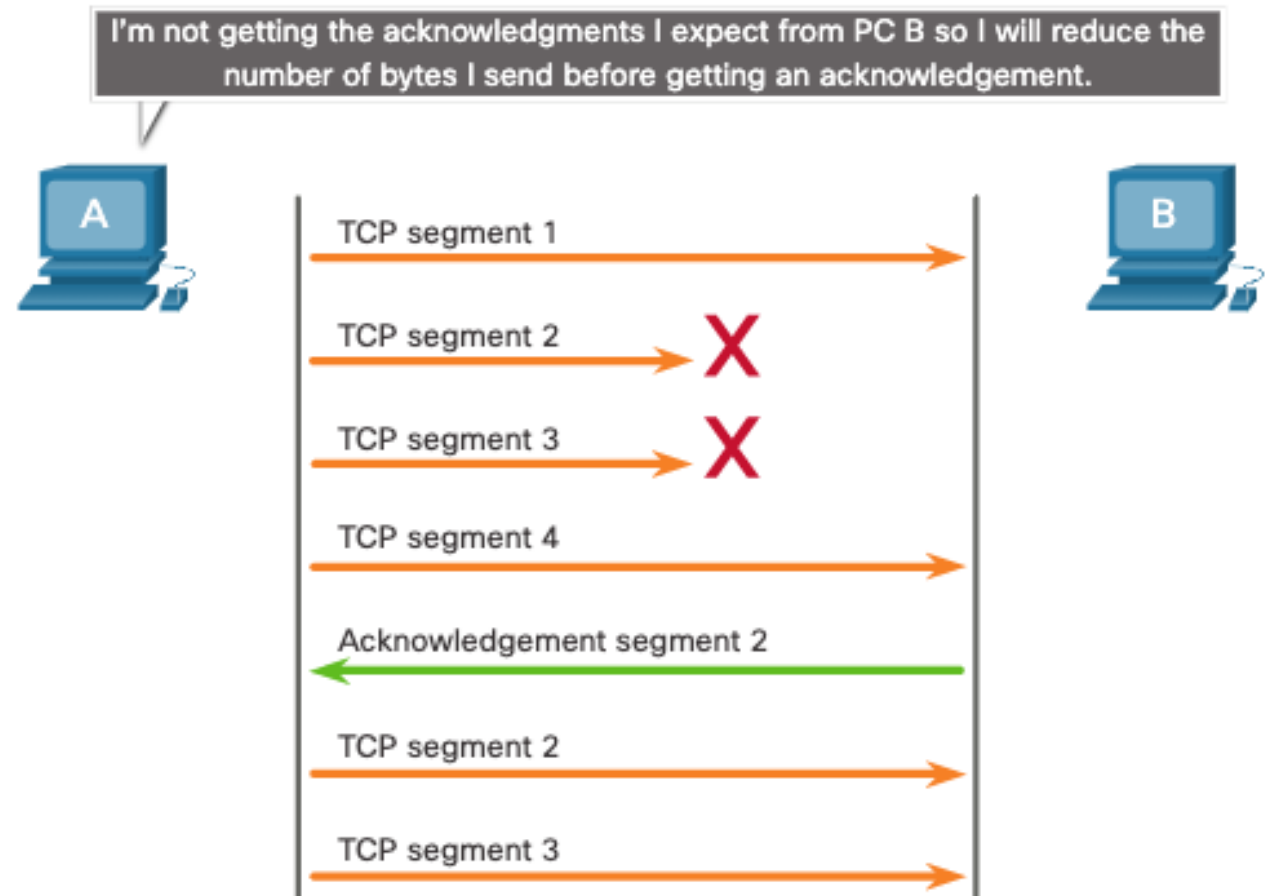 I'm not getting the acknowledgments I expect from PC B so I will reduce the
number of bytes I send before getting an acknowledgement.
A
B
TCP segment 1
TCP segment 2
X
TCP segment 3
X
TCP segment 4
Acknowledgement segment 2
TCP segment 2
TCP segment 3